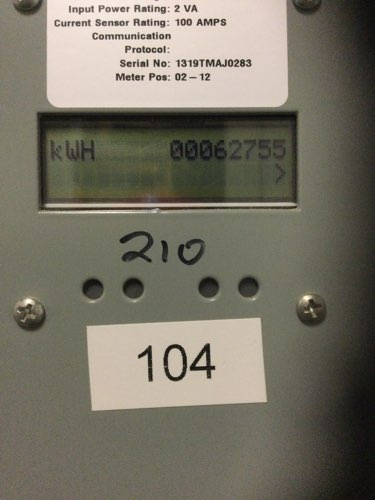 Input Power Rating: 2 VA
Current Sensor Rating: 100 AMPS
Communication
Protocol:
Serial No: 1319TMAJ0283
Meter Pos: 02-12
kWH 00062755
>
210
104